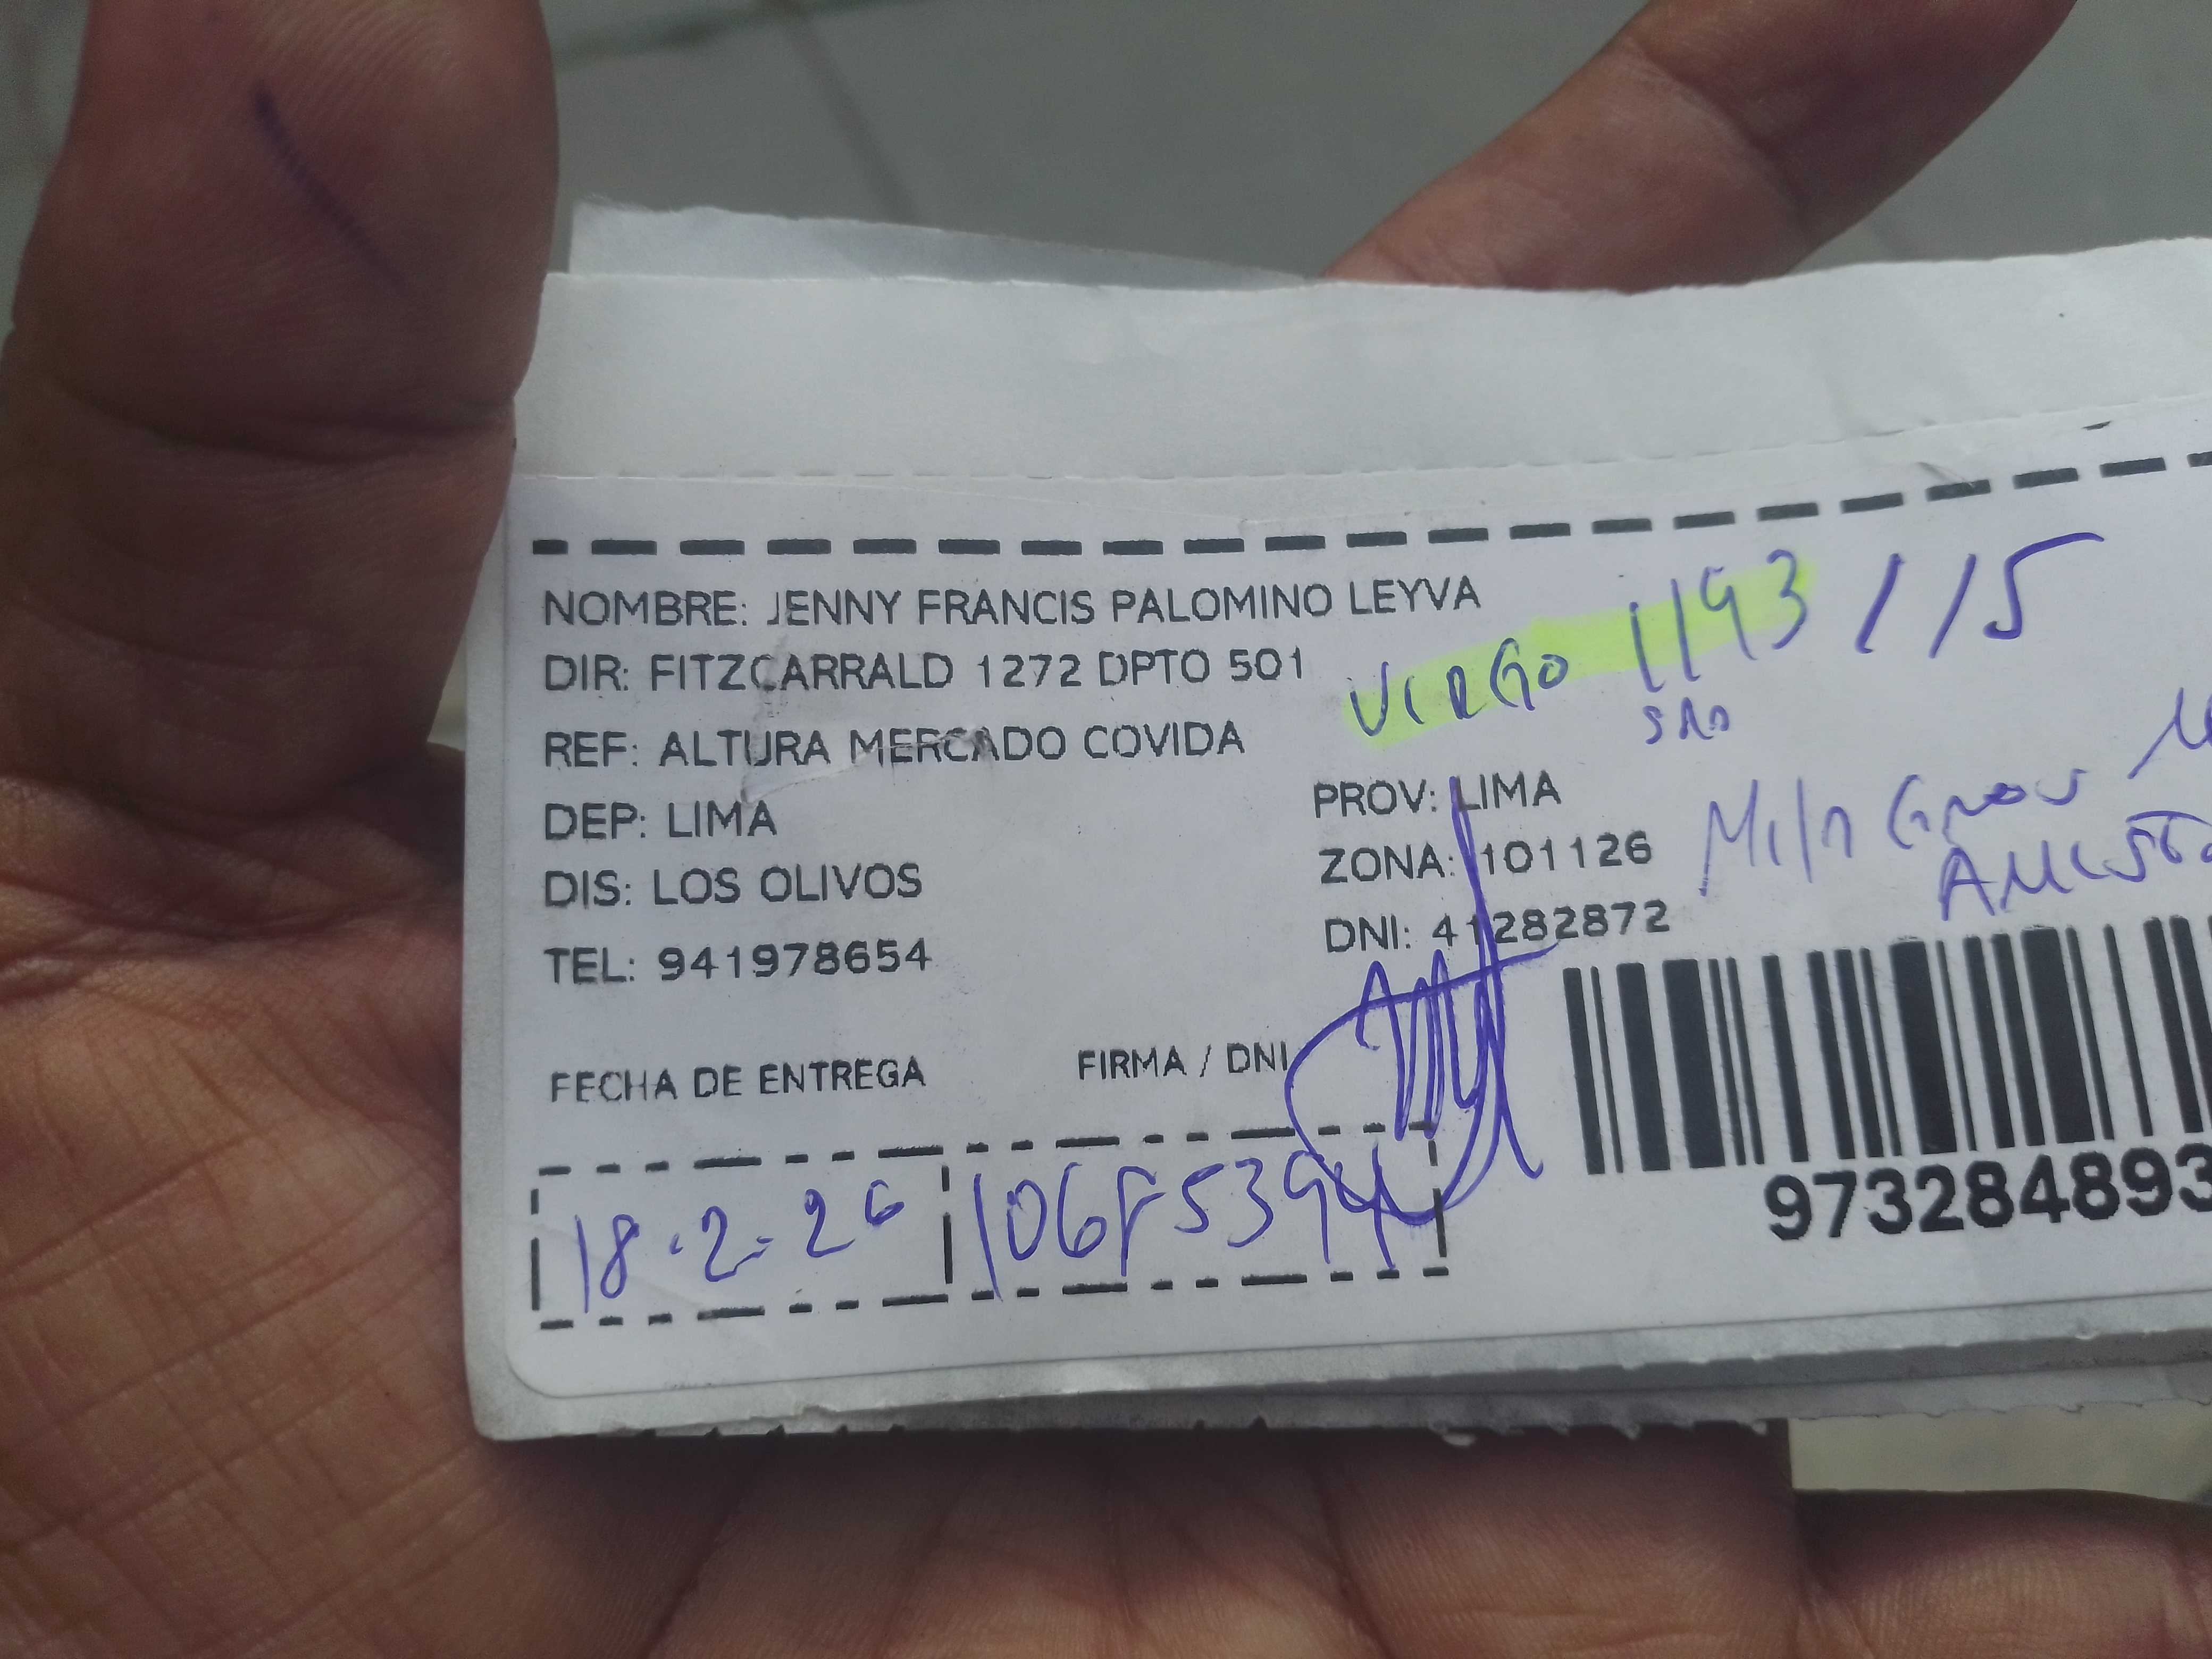 NOMBRE: JENNY FRANCIS PALOMINO LEYVA
DIR: FITZCARRALD 1272 DPTO 501
VIRGO 1193 / 15
REF: ALTURA MERCADO COVIDA
DEP: LIMA PROV: LIMA
DIS: LOS OLIVOS ZONA: 101126
TEL: 941978654 DNI: 41282872
FECHA DE ENTREGA FIRMA / DNI
18.2.26
973284893